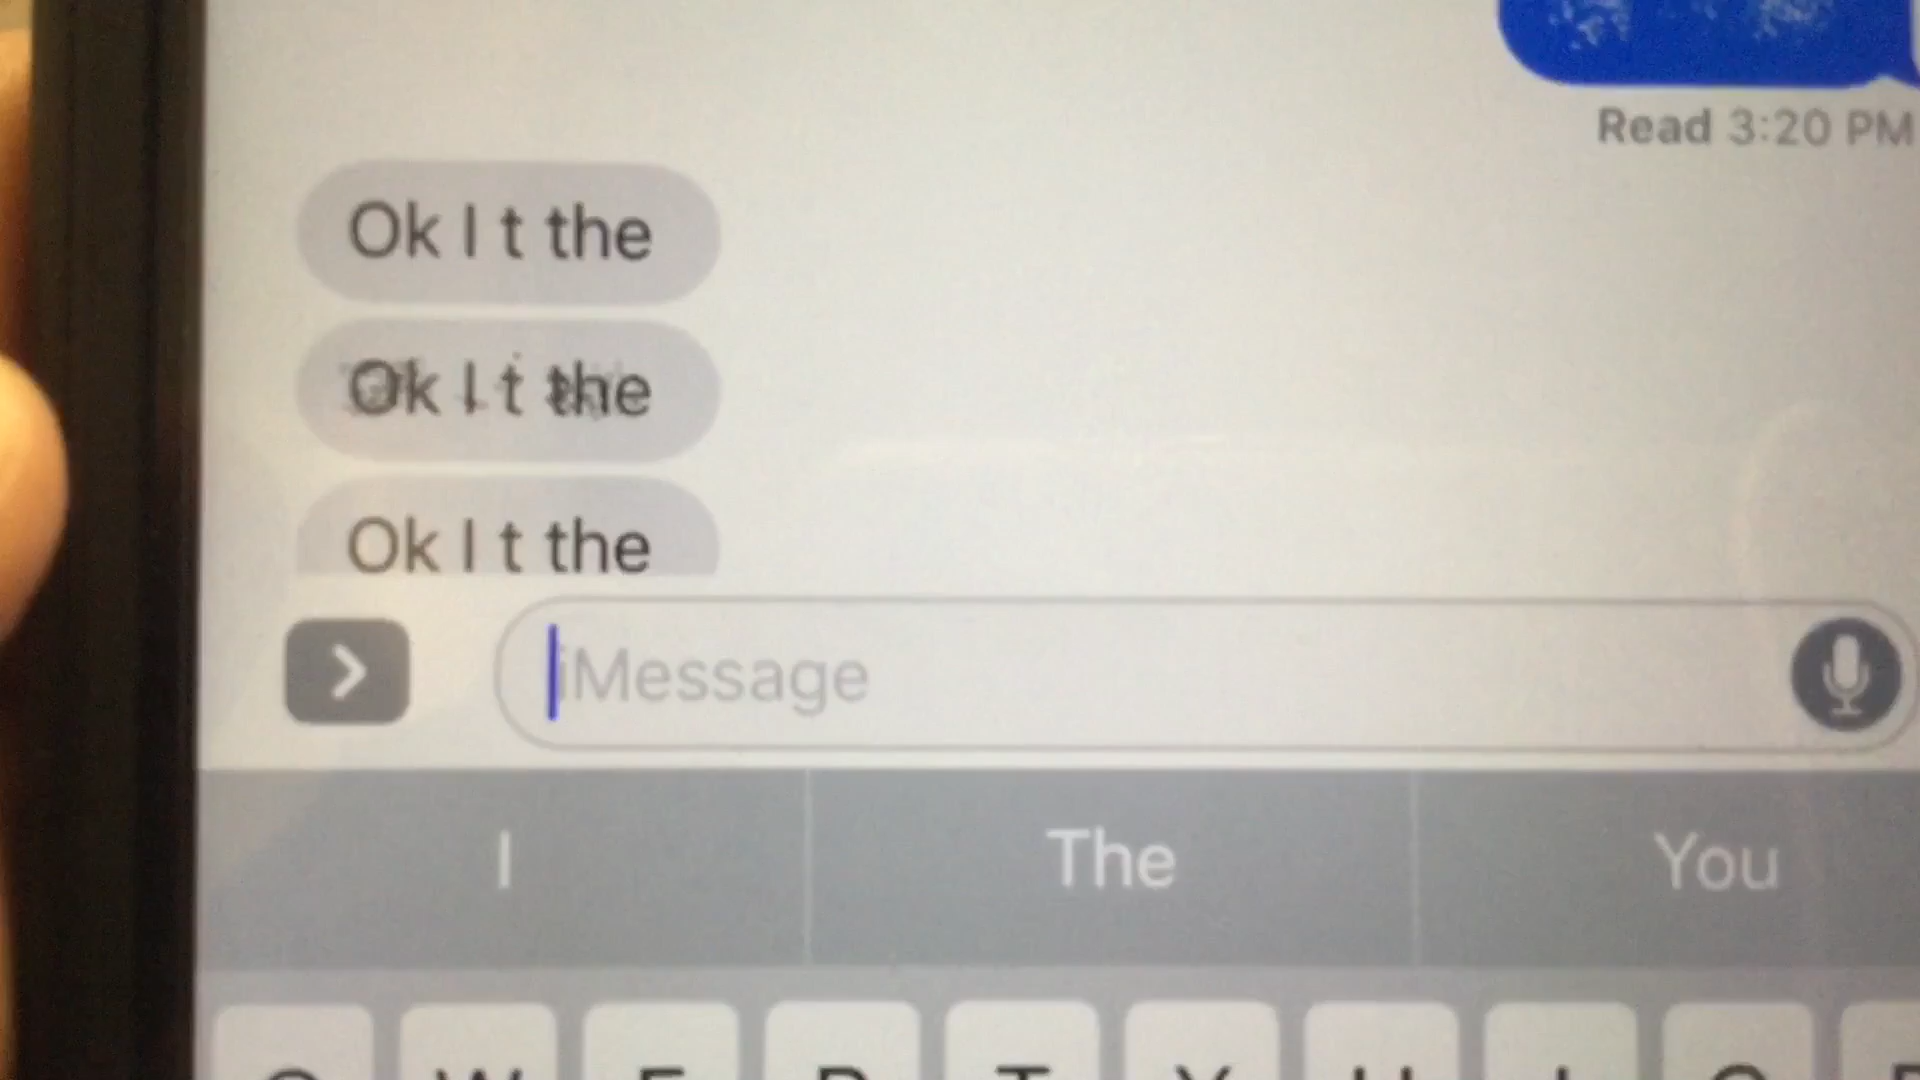 Read 3:20 PM
Ok I t the
Ok I t the
Ok I t the
iMessage
I The You
W E R T Y U I O